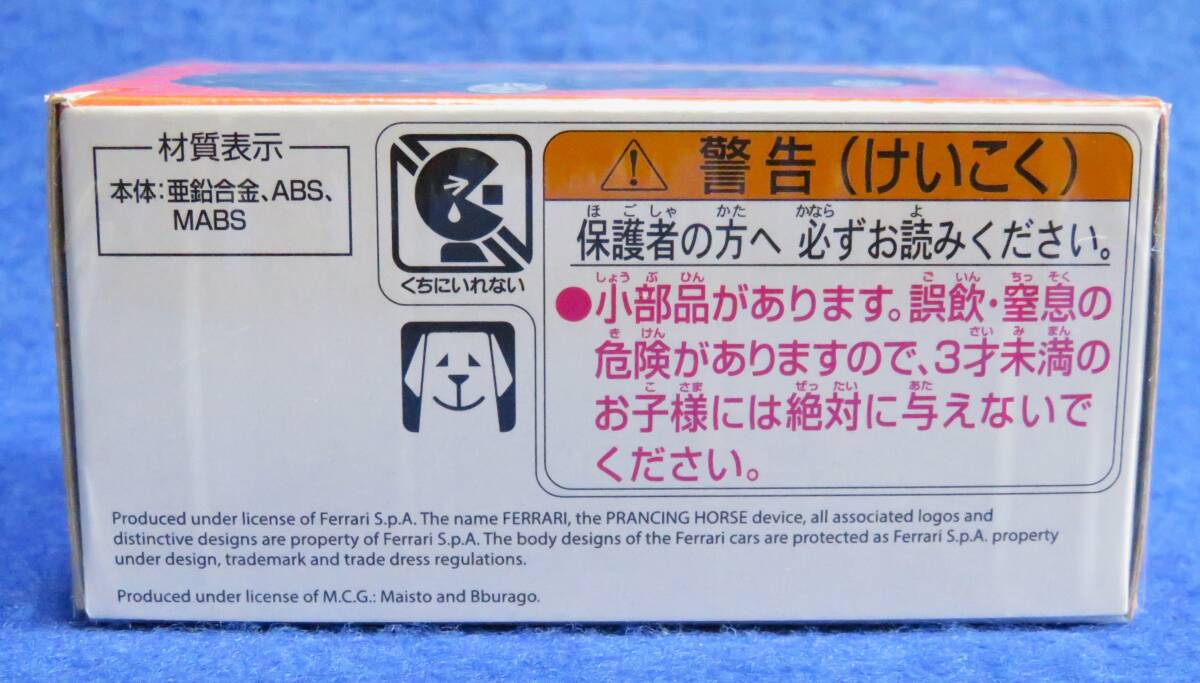 材質表示
本体:亜鉛合金、ABS、
MABS
くちにいれない
警告(けいこく)
ほごしゃ かた かなら よ
保護者の方へ 必ずお読みください。
しょうぶひん ごいん ちっそく
●小部品があります。誤飲・窒息の
きけん さいみまん
危険がありますので、3才未満の
こさま ぜったい あた
お子様には絶対に与えないで
ください。
Produced under license of Ferrari S.p.A. The name FERRARI, the PRANCING HORSE device, all associated logos and
distinctive designs are property of Ferrari S.p.A. The body designs of the Ferrari cars are protected as Ferrari S.p.A. property
under design, trademark and trade dress regulations.
Produced under license of M.C.G.: Maisto and Bburago.